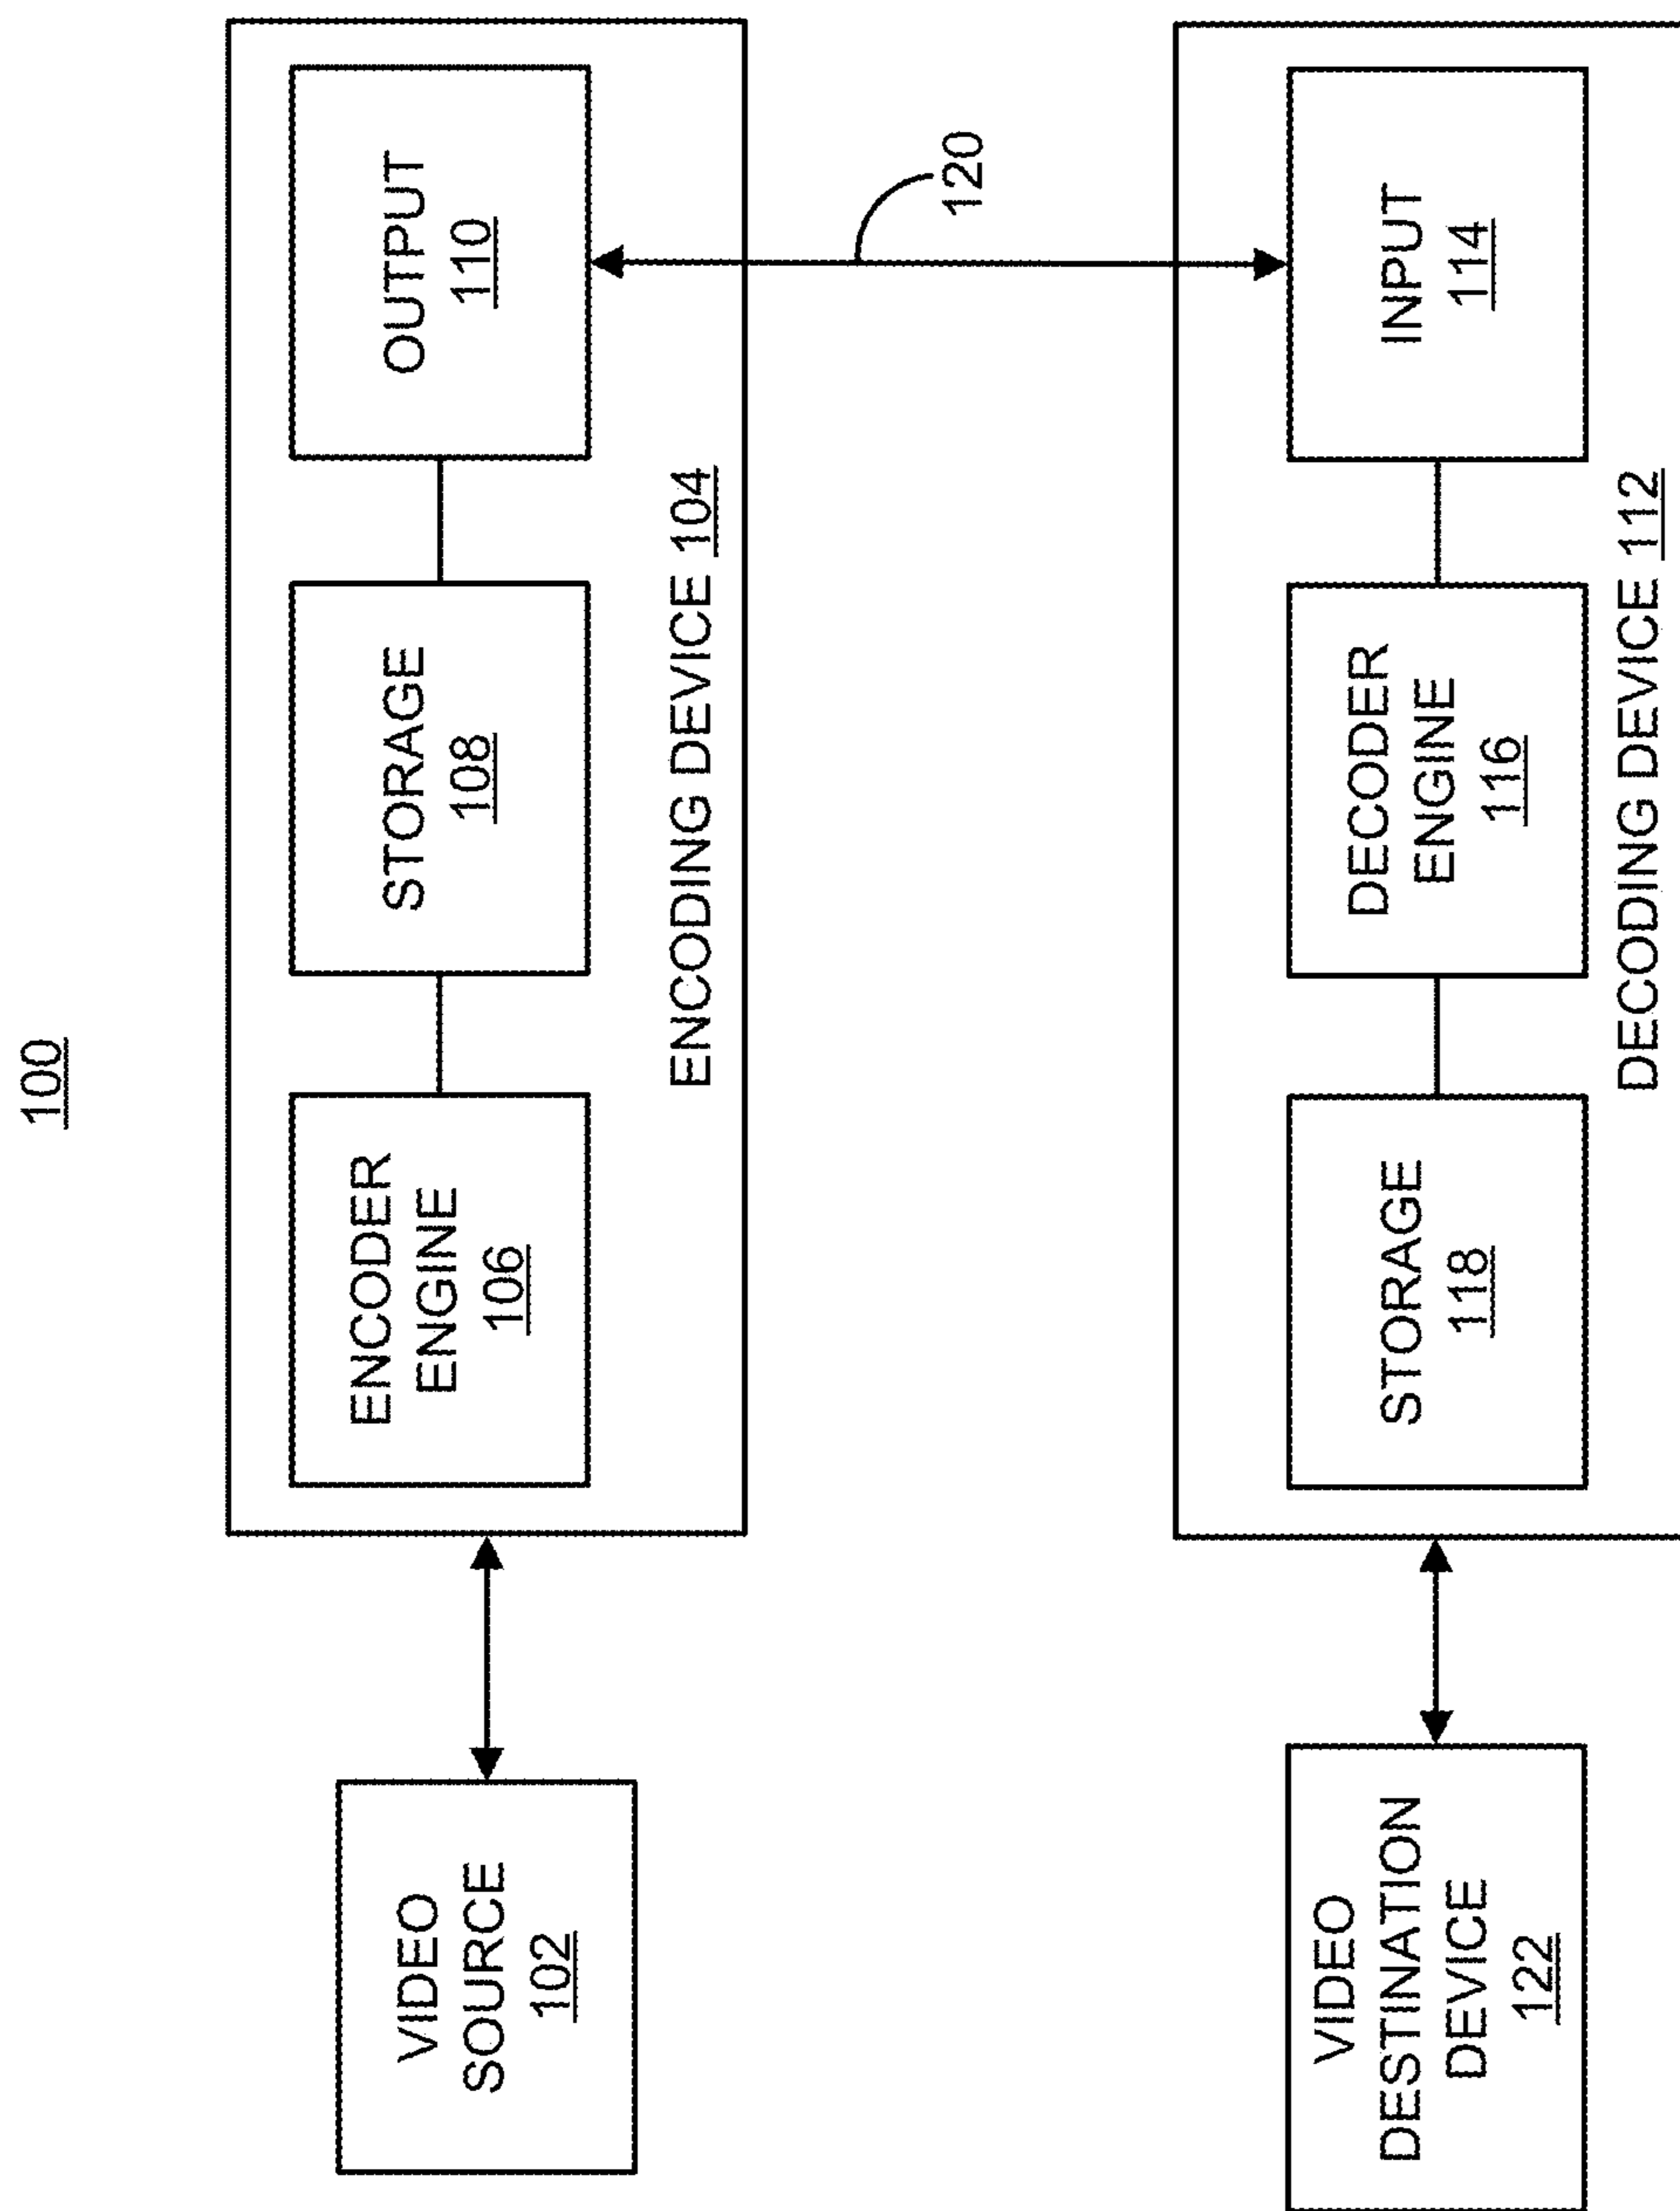 100
VIDEO
SOURCE
102
ENCODER
ENGINE
106
STORAGE
108
OUTPUT
110
ENCODING DEVICE 104
120
VIDEO
DESTINATION
DEVICE
122
STORAGE
118
DECODER
ENGINE
116
INPUT
114
DECODING DEVICE 112